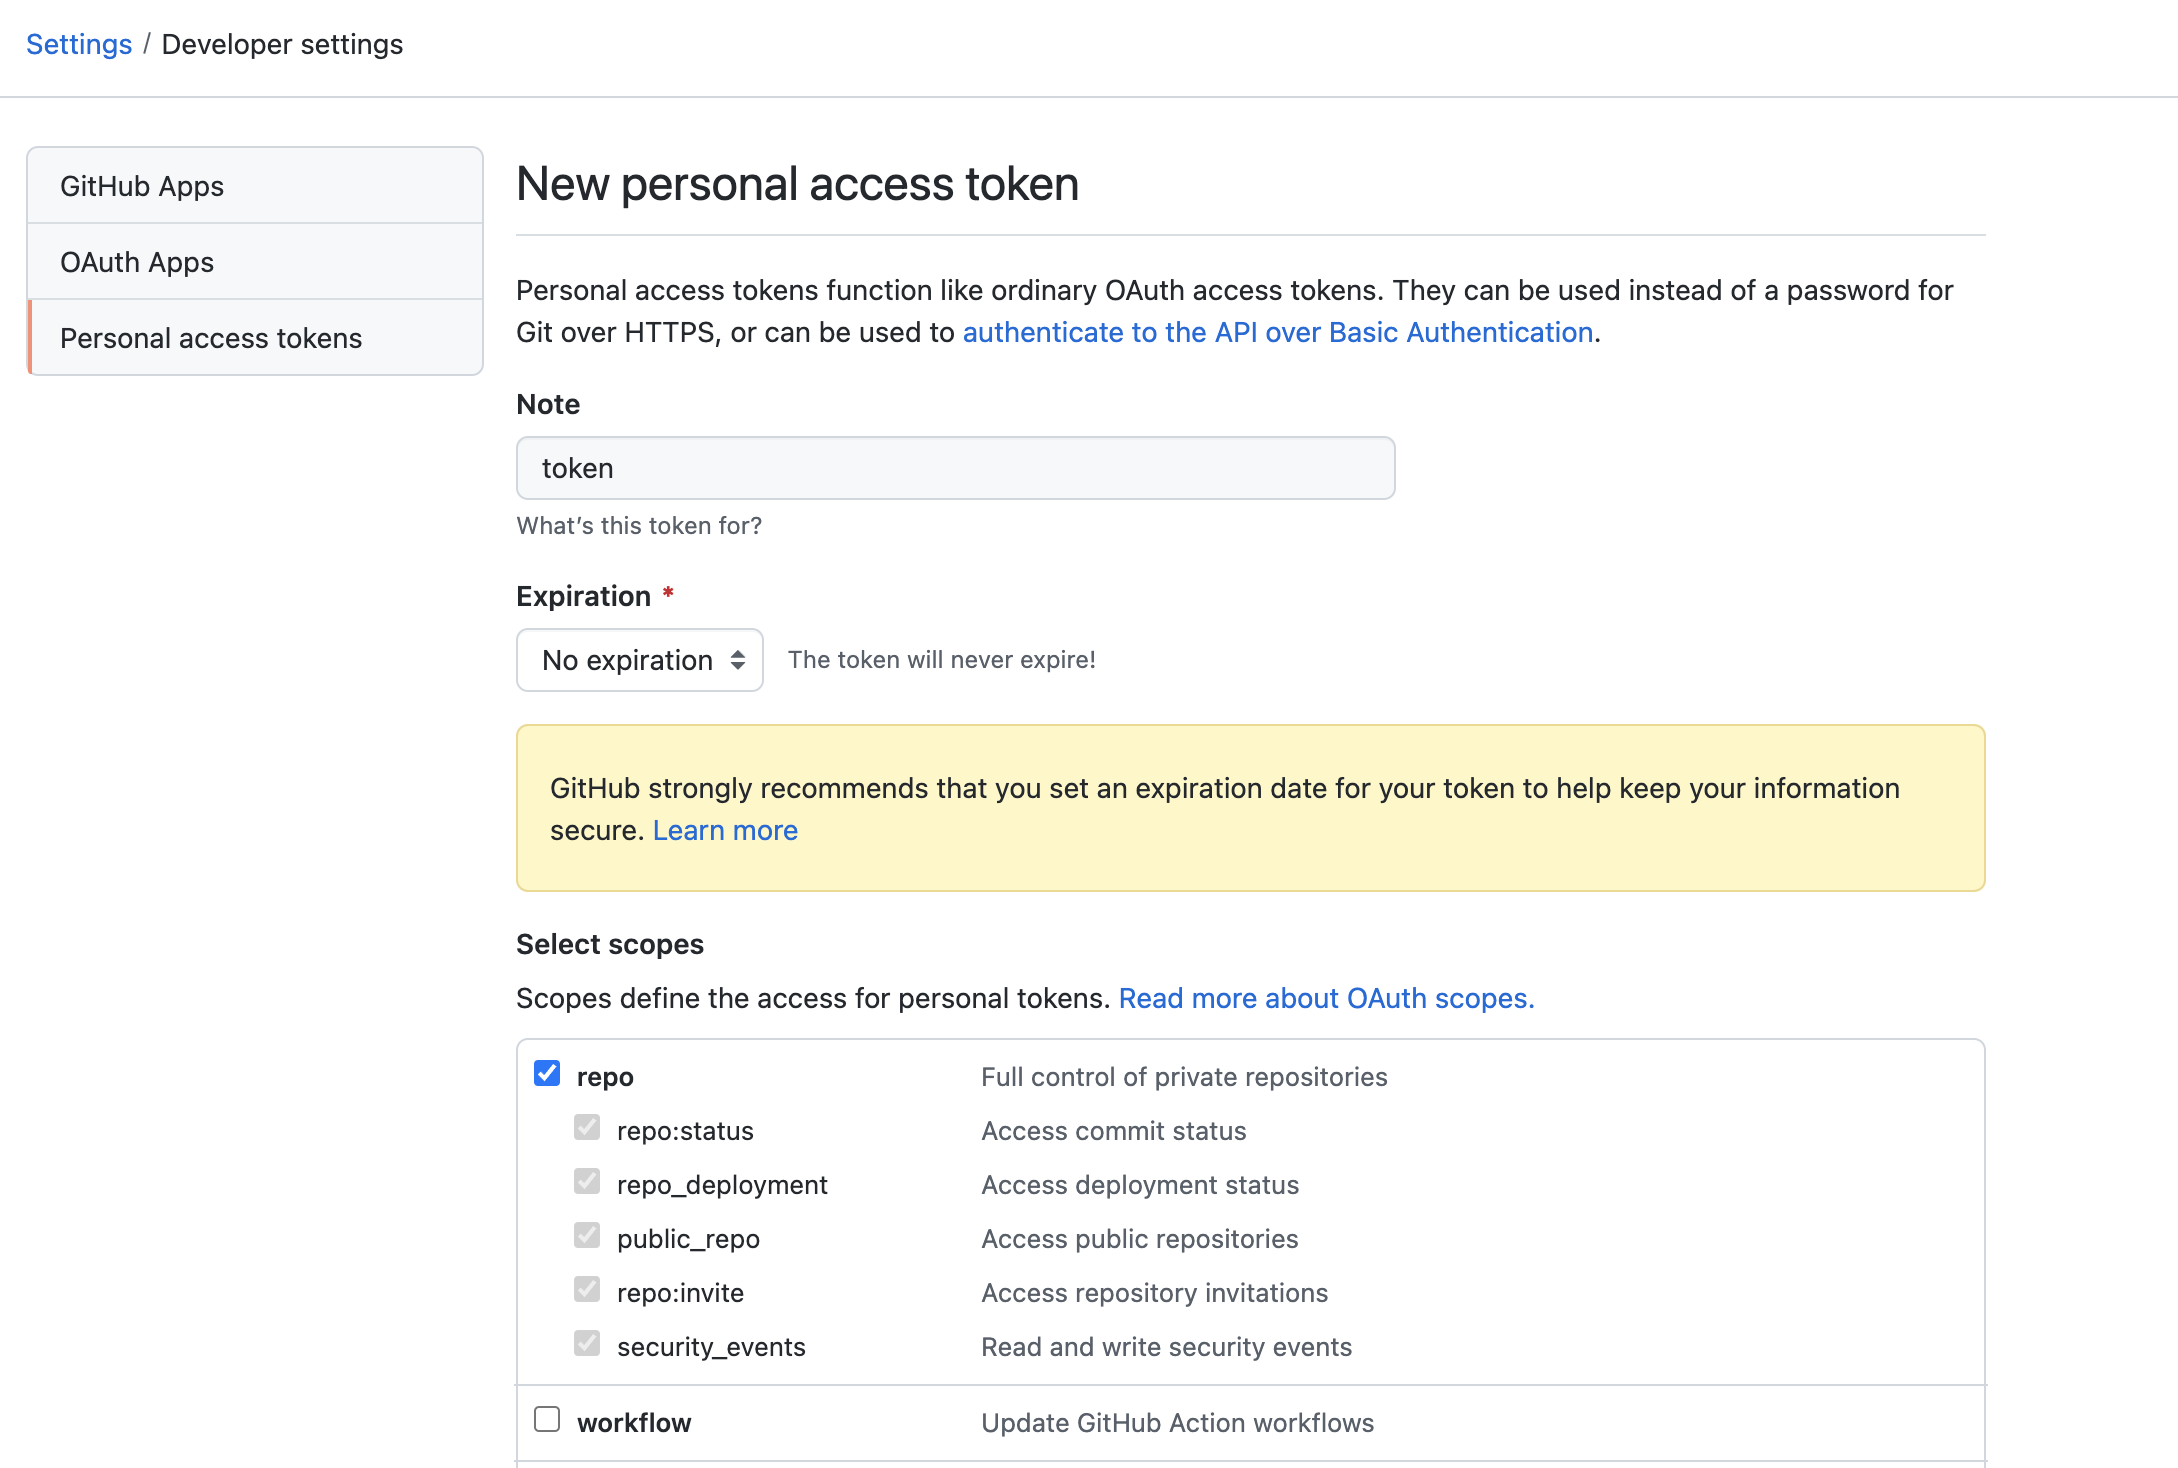 Settings / Developer settings
GitHub Apps
OAuth Apps
Personal access tokens
New personal access token
Personal access tokens function like ordinary OAuth access tokens. They can be used instead of a password for
Git over HTTPS, or can be used to authenticate to the API over Basic Authentication.
Note
token
What's this token for?
Expiration *
No expiration The token will never expire!
GitHub strongly recommends that you set an expiration date for your token to help keep your information
secure. Learn more
Select scopes
Scopes define the access for personal tokens. Read more about OAuth scopes.
repo Full control of private repositories
repo:status Access commit status
repo_deployment Access deployment status
public_repo Access public repositories
repo:invite Access repository invitations
security_events Read and write security events
workflow Update GitHub Action workflows